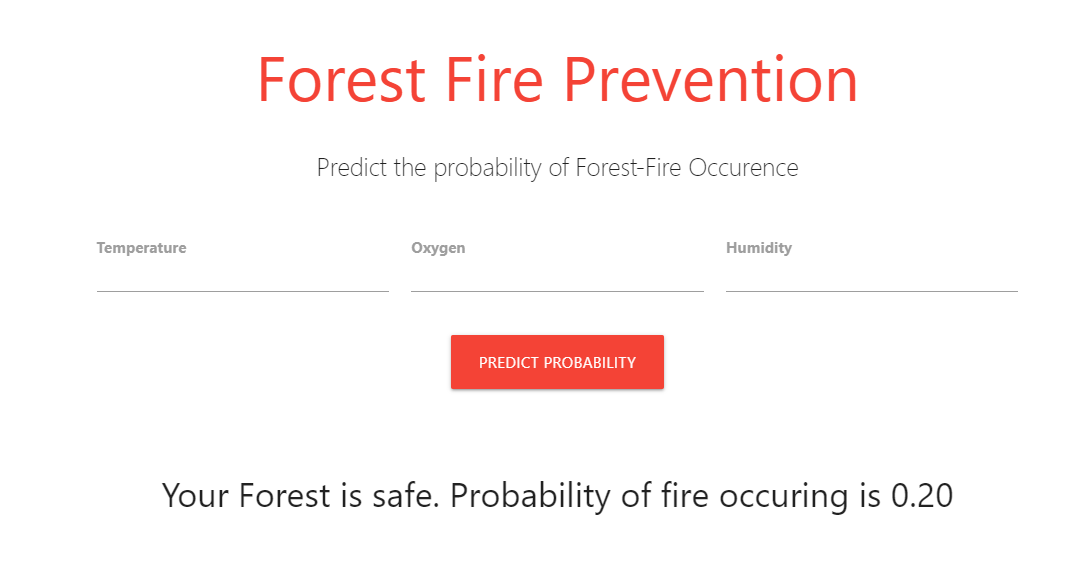 Forest Fire Prevention
Predict the probability of Forest-Fire Occurence
Temperature Oxygen Humidity
PREDICT PROBABILITY
Your Forest is safe. Probability of fire occuring is 0.20